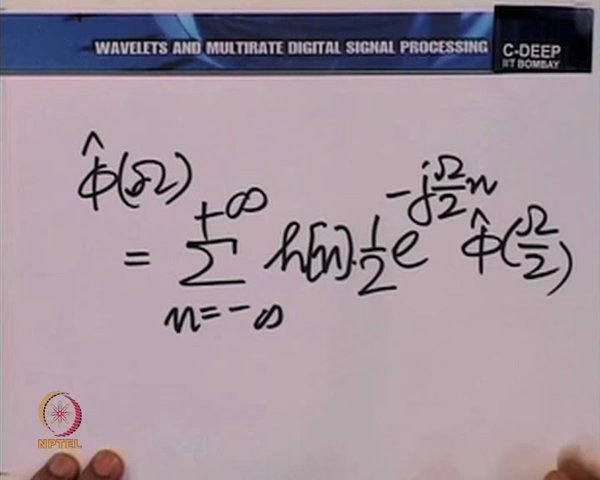 WAVELETS AND MULTIRATE DIGITAL SIGNAL PROCESSING
C-DEEP
IIT BOMBAY
Φ̂(Ω)
= Σ_{n=-∞}^{+∞} h[n]·1/2 e^{-jΩ/2 n} Φ̂(Ω/2)
NPTEL